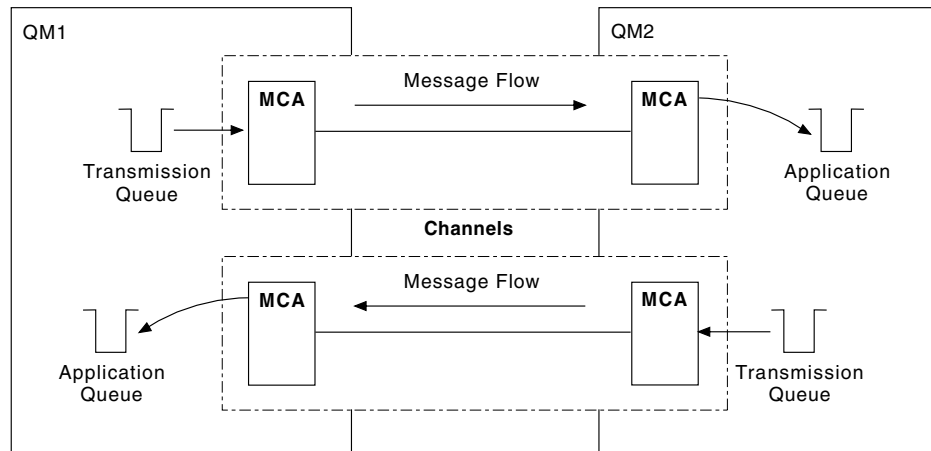 QM1
QM2
MCA
Message Flow
MCA
Transmission
Queue
Application
Queue
Channels
MCA
Message Flow
MCA
Application
Queue
Transmission
Queue